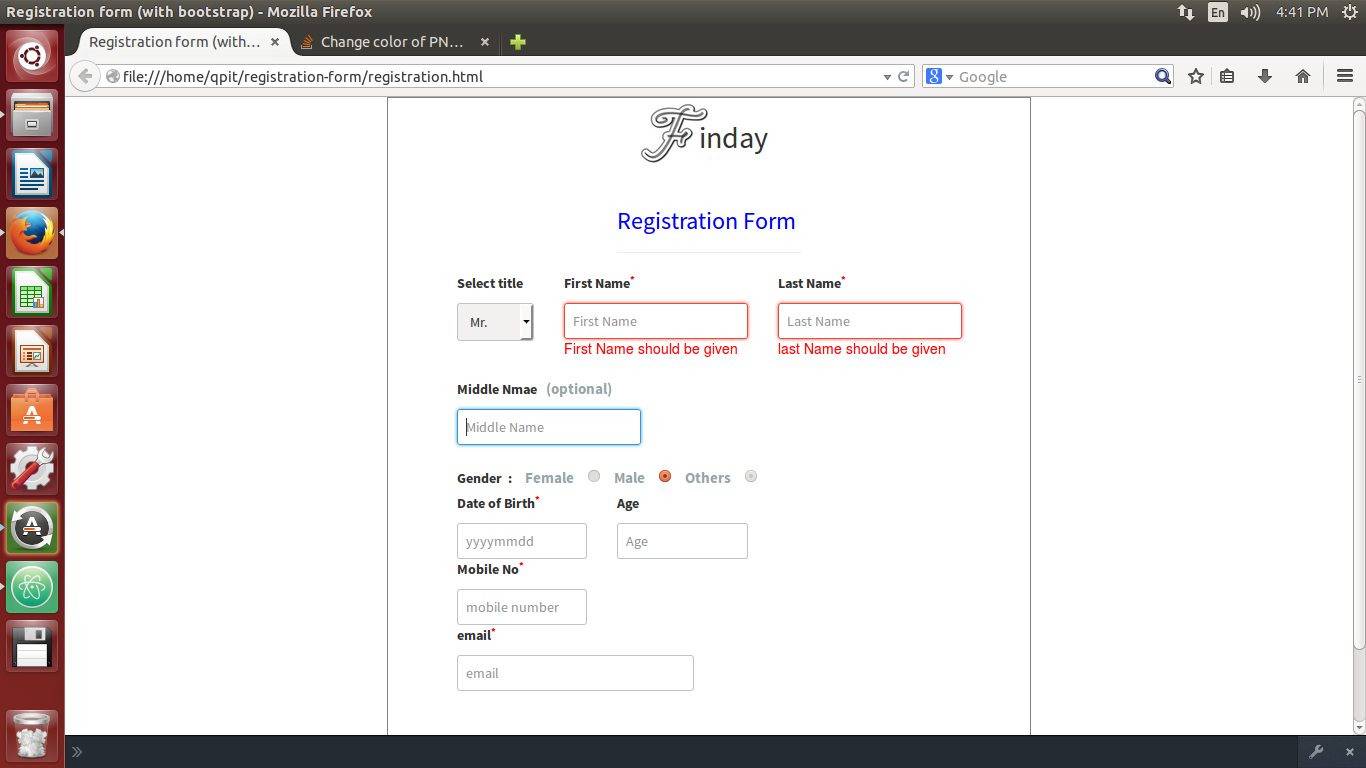 Registration form (with bootstrap) - Mozilla Firefox
En
4:41 PM
Registration form (with...
Change color of PN...
file:///home/qpit/registration-form/registration.html
Google
Finday
Registration Form
Select title First Name* Last Name*
Mr. First Name Last Name
First Name should be given last Name should be given
Middle Nmae (optional)
Middle Name
Gender : Female Male Others
Date of Birth* Age
yyyymmdd Age
Mobile No*
mobile number
email*
email